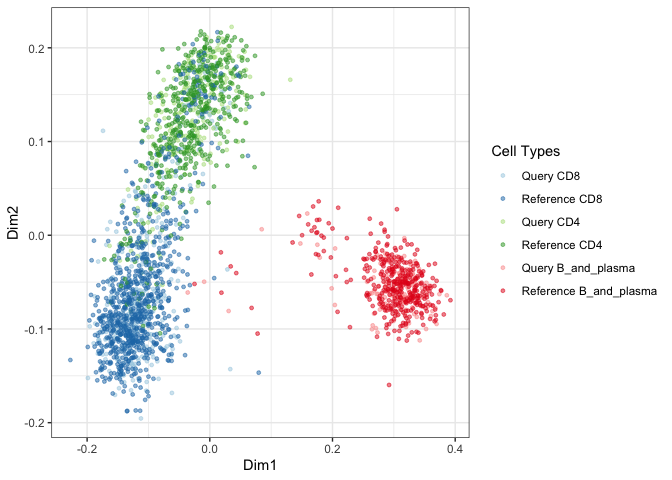 0.2
0.1
0.0
-0.1
-0.2
Dim2
-0.2
0.0
0.2
0.4
Dim1
Cell Types
Query CD8
Reference CD8
Query CD4
Reference CD4
Query B_and_plasma
Reference B_and_plasma